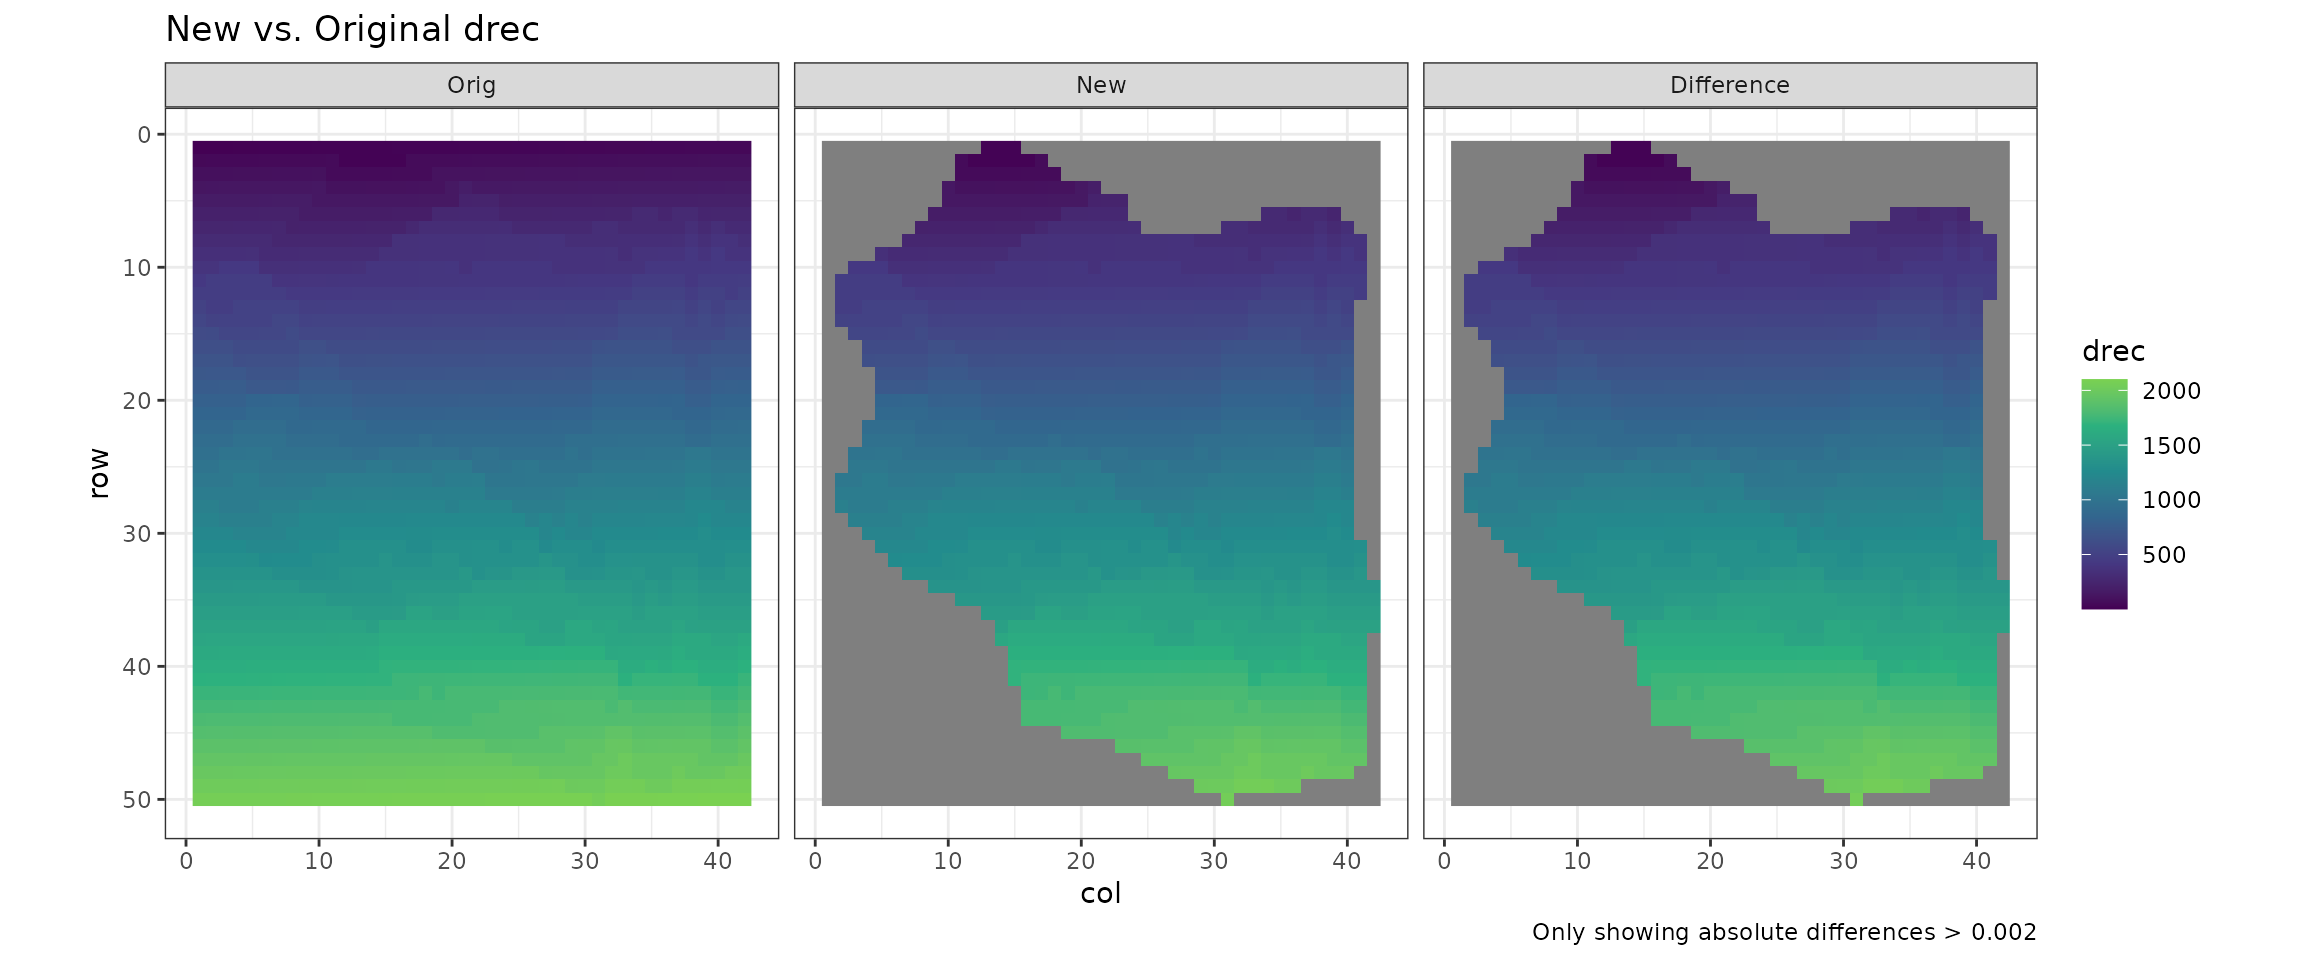 New vs. Original drec
Orig New Difference
0
10
20
30
40
50
row
0 10 20 30 40 0 10 20 30 40 0 10 20 30 40
col
drec
2000
1500
1000
500
Only showing absolute differences > 0.002